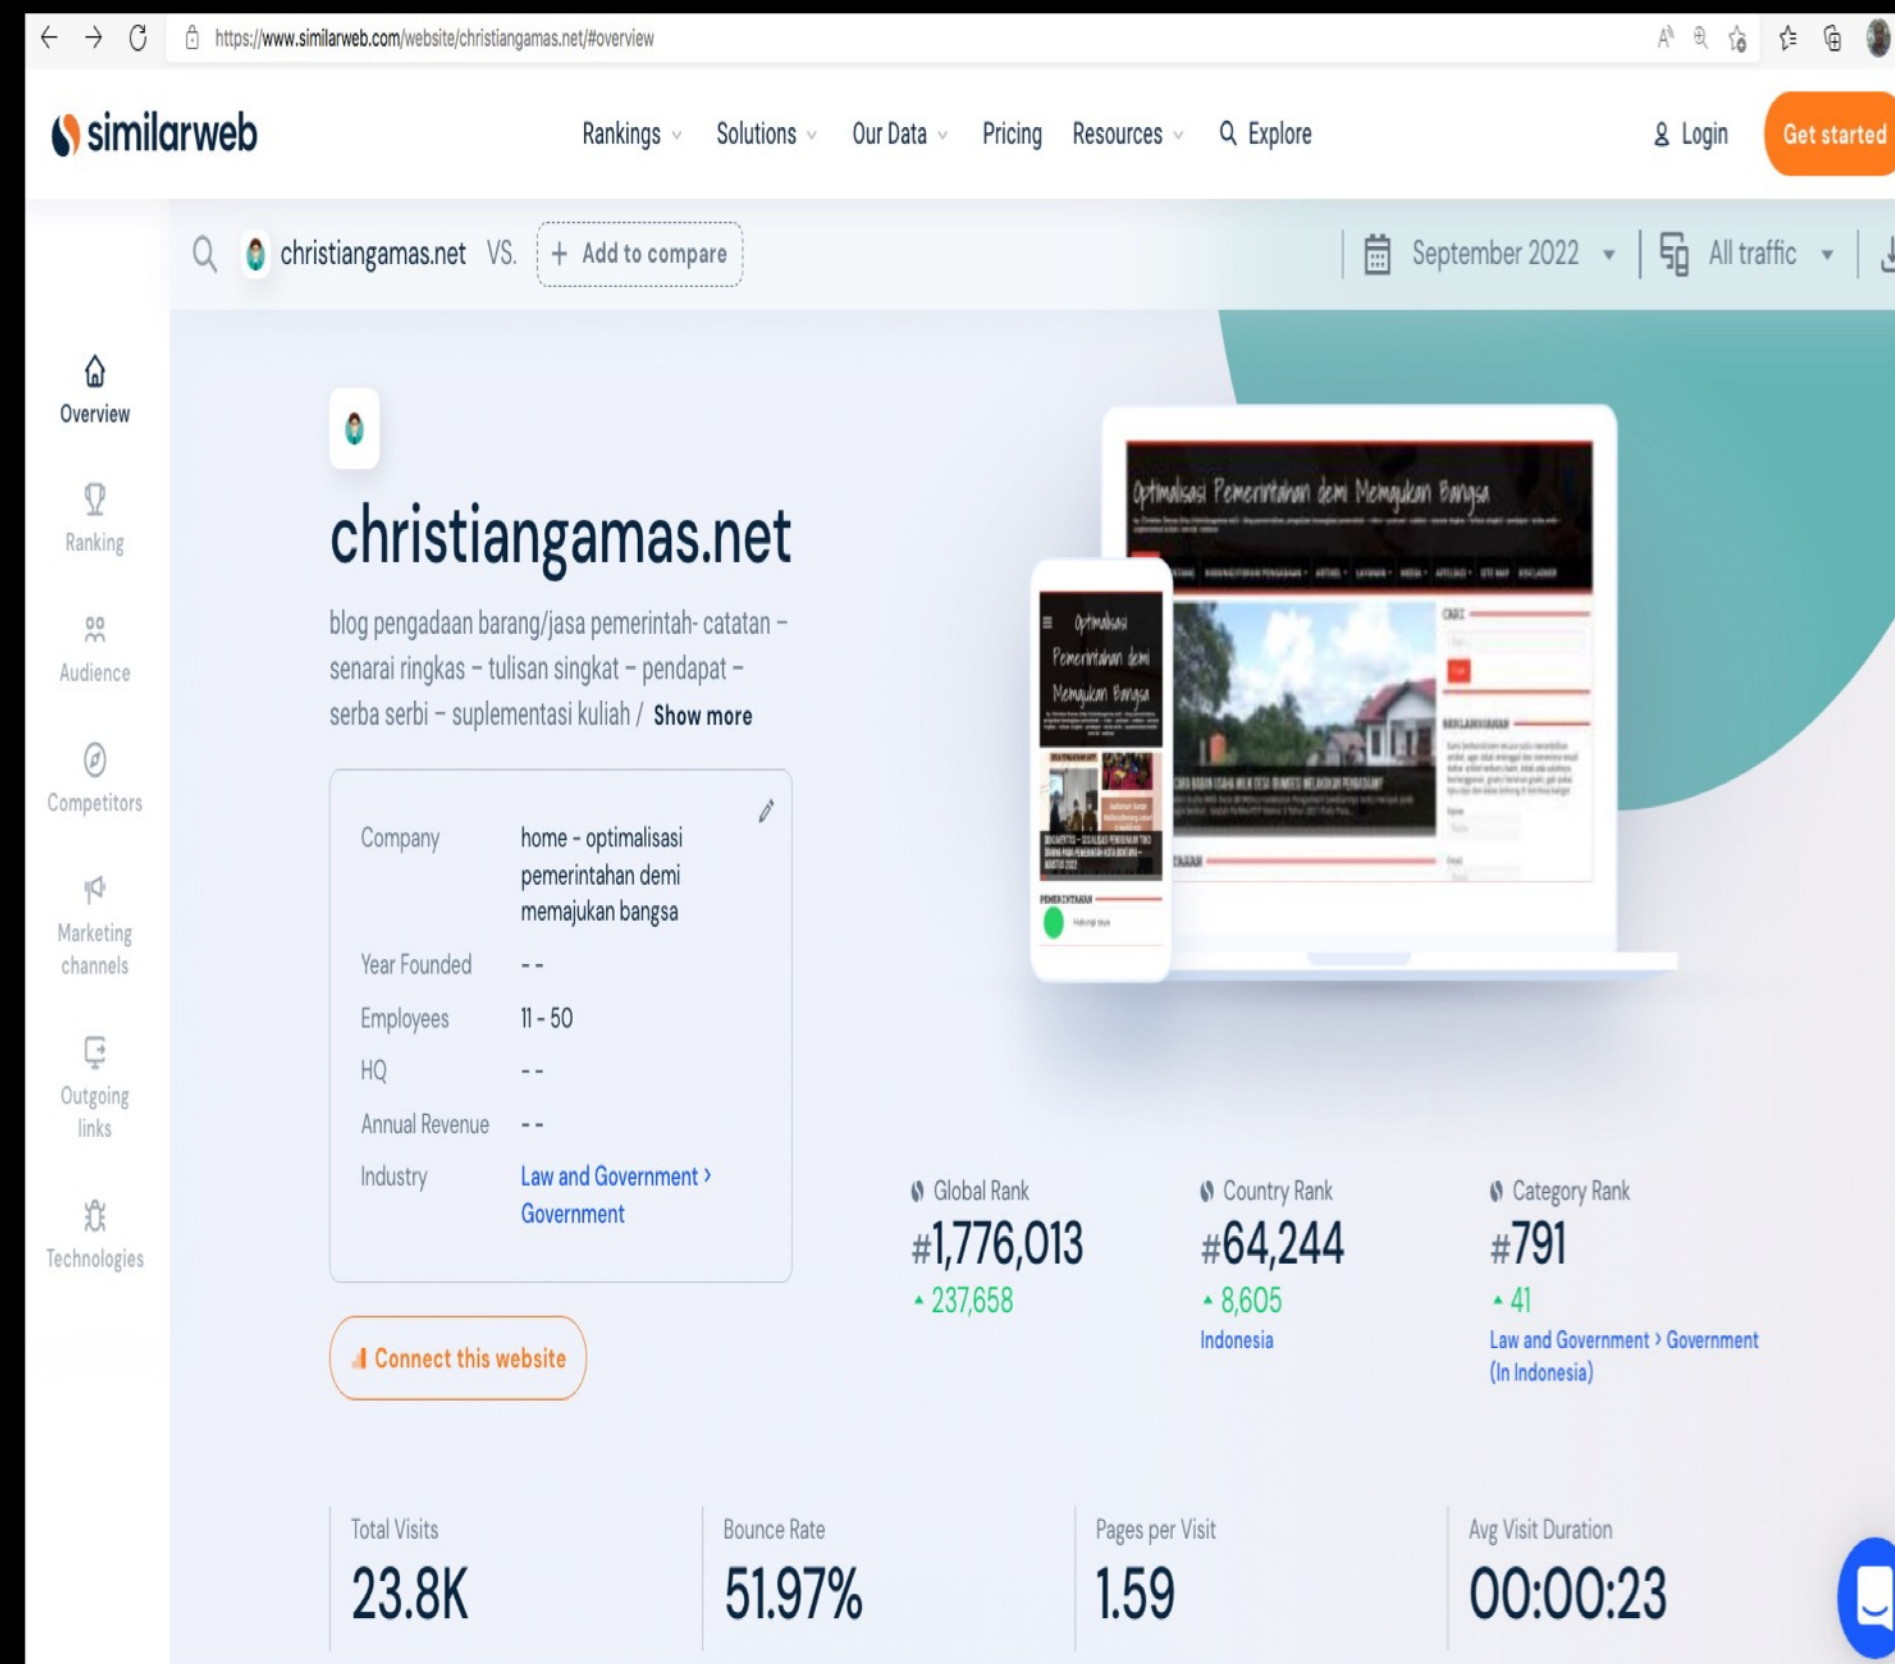 https://www.similarweb.com/website/christiangamas.net/#overview
similarweb
Rankings Solutions Our Data Pricing Resources Explore
Login Get started
christiangamas.net VS. + Add to compare
September 2022 All traffic
Overview
Ranking
Audience
Competitors
Marketing
channels
Outgoing
links
Technologies
christiangamas.net
blog pengadaan barang/jasa pemerintah- catatan –
senarai ringkas – tulisan singkat – pendapat –
serba serbi – suplementasi kuliah / Show more
Company home – optimalisasi
pemerintahan demi
memajukan bangsa
Year Founded - -
Employees 11 - 50
HQ - -
Annual Revenue - -
Industry Law and Government >
Government
Connect this website
Optimalisasi Pemerintahan demi Memajukan Bangsa
CARI
Optimalisasi
Pemerintahan demi
Memajukan Bangsa
PEMERINTAHAN
Hubungi saya
Global Rank
#1,776,013
237,658
Country Rank
#64,244
8,605
Indonesia
Category Rank
#791
41
Law and Government > Government
(In Indonesia)
Total Visits
23.8K
Bounce Rate
51.97%
Pages per Visit
1.59
Avg Visit Duration
00:00:23